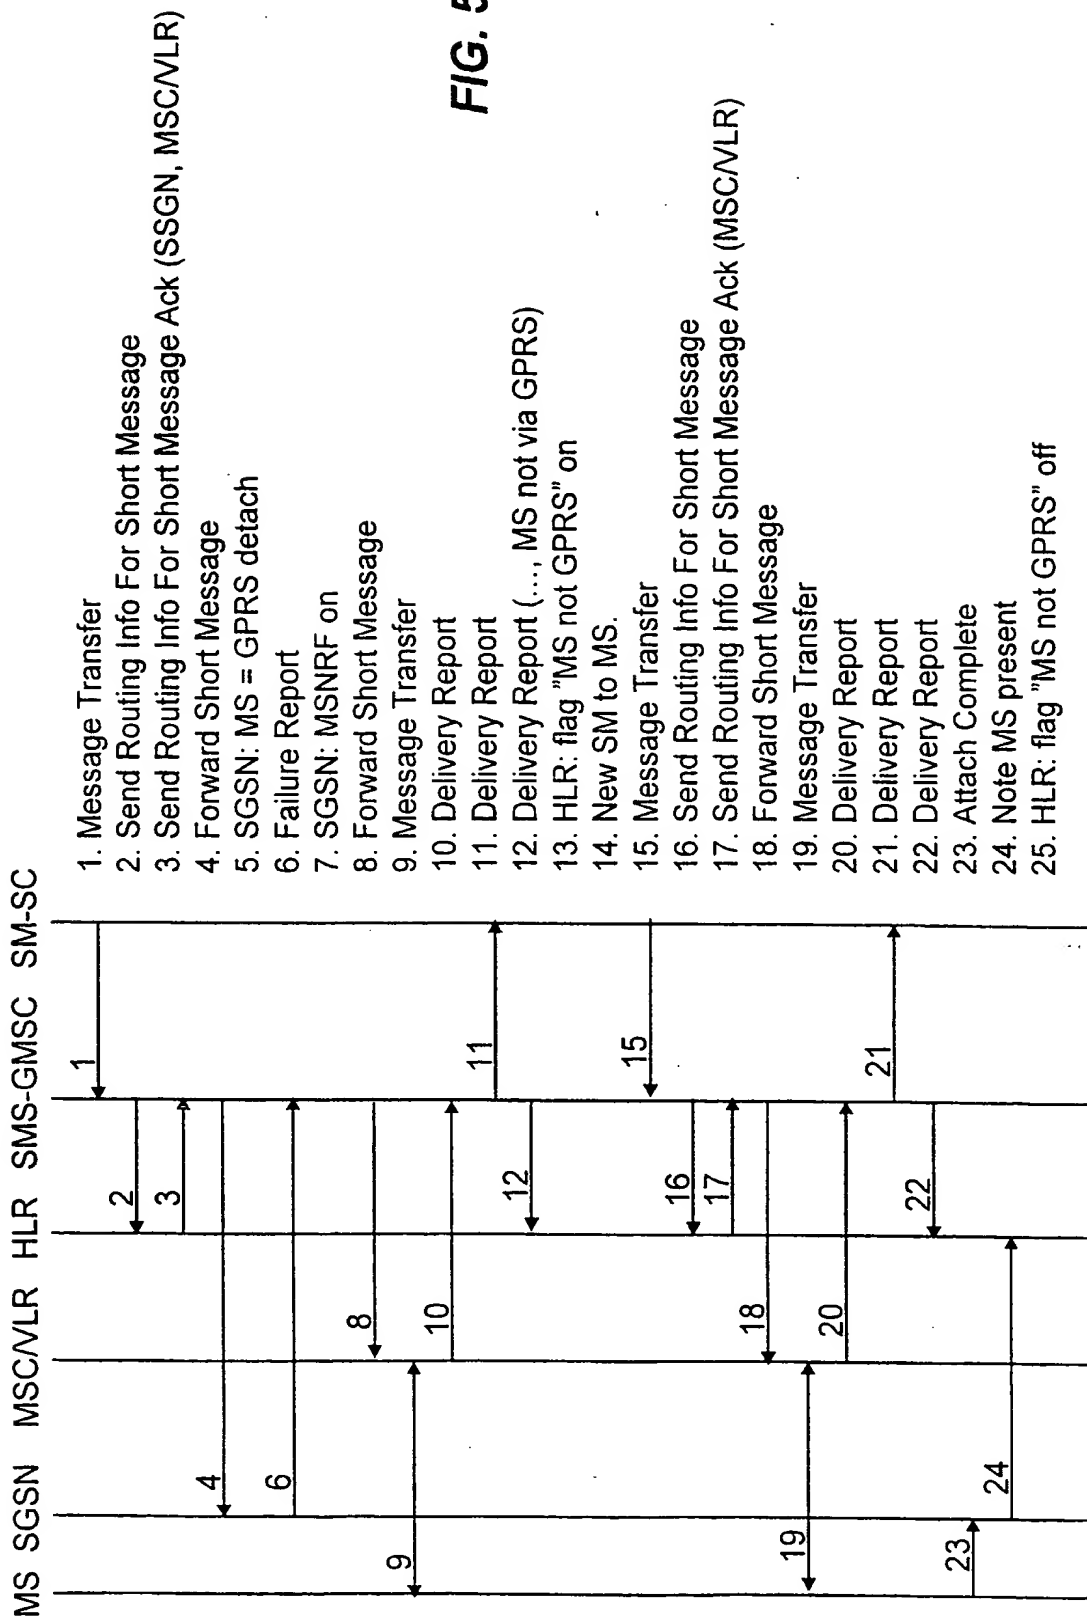 MS SGSN MSC/VLR HLR SMS-GMSC SM-SC
1
2
3
4
6
8
9
10
11
12
15
16
17
18
19
20
21
22
23
24
1. Message Transfer
2. Send Routing Info For Short Message
3. Send Routing Info For Short Message Ack (SSGN, MSC/VLR)
4. Forward Short Message
5. SGSN: MS = GPRS detach
6. Failure Report
7. SGSN: MSNRF on
8. Forward Short Message
9. Message Transfer
10. Delivery Report
11. Delivery Report
12. Delivery Report (..., MS not via GPRS)
13. HLR: flag "MS not GPRS" on
14. New SM to MS.
15. Message Transfer
16. Send Routing Info For Short Message
17. Send Routing Info For Short Message Ack (MSC/VLR)
18. Forward Short Message
19. Message Transfer
20. Delivery Report
21. Delivery Report
22. Delivery Report
23. Attach Complete
24. Note MS present
25. HLR: flag "MS not GPRS" off
FIG. 5